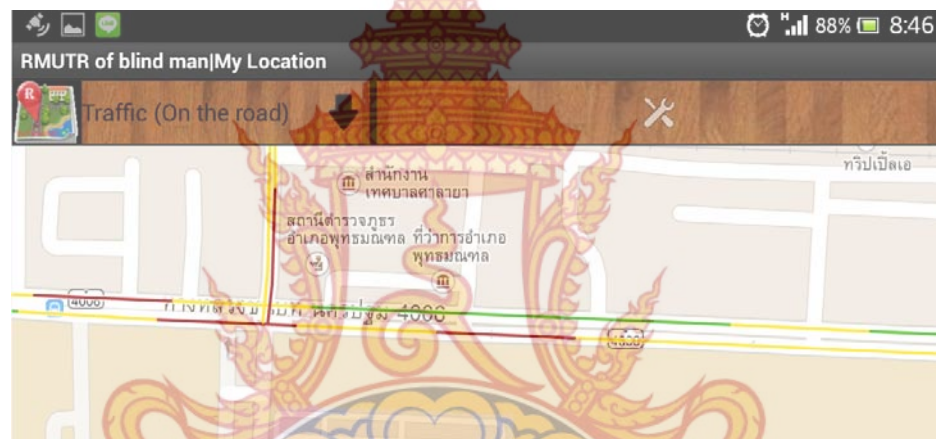 88% 8:46
RMUTR of blind man|My Location
Traffic (On the road)
ทริปเปิ้ลเอ
สำนักงาน
เทศบาลศาลายา
สถานีตำรวจภูธร
อำเภอพุทธมณฑล
ที่ว่าการอำเภอ
พุทธมณฑล
4006
นครปฐม 4006